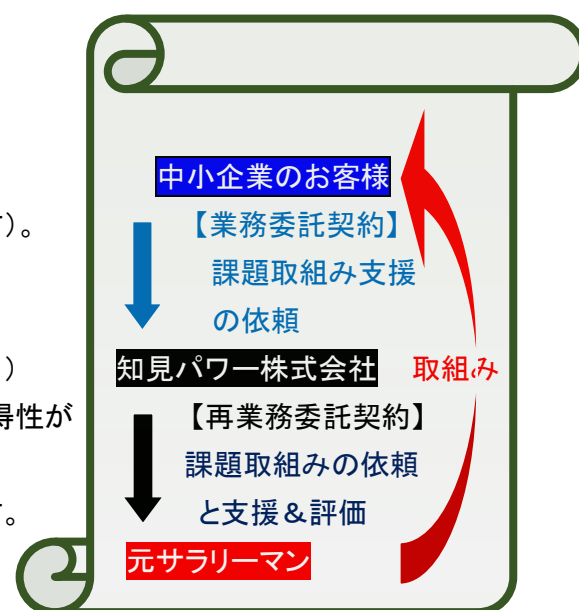 中小企業のお客様
【業務委託契約】
課題取組み支援
の依頼
知見パワー株式会社
取組み
【再業務委託契約】
課題取組みの依頼
と支援&評価
元サラリーマン
)。
)
得性が
。